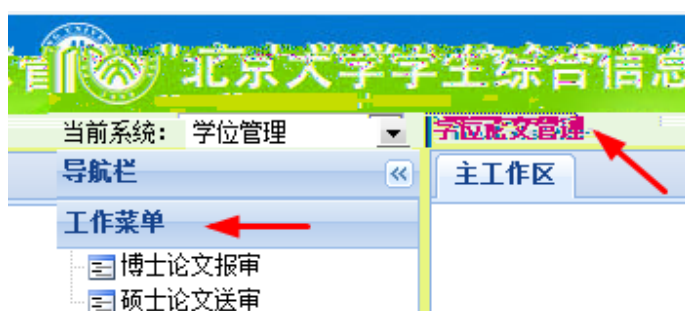 北京大学学生综合信息
当前系统： 学位管理 学位论文管理
导航栏 主工作区
工作菜单
博士论文报审
硕士论文送审